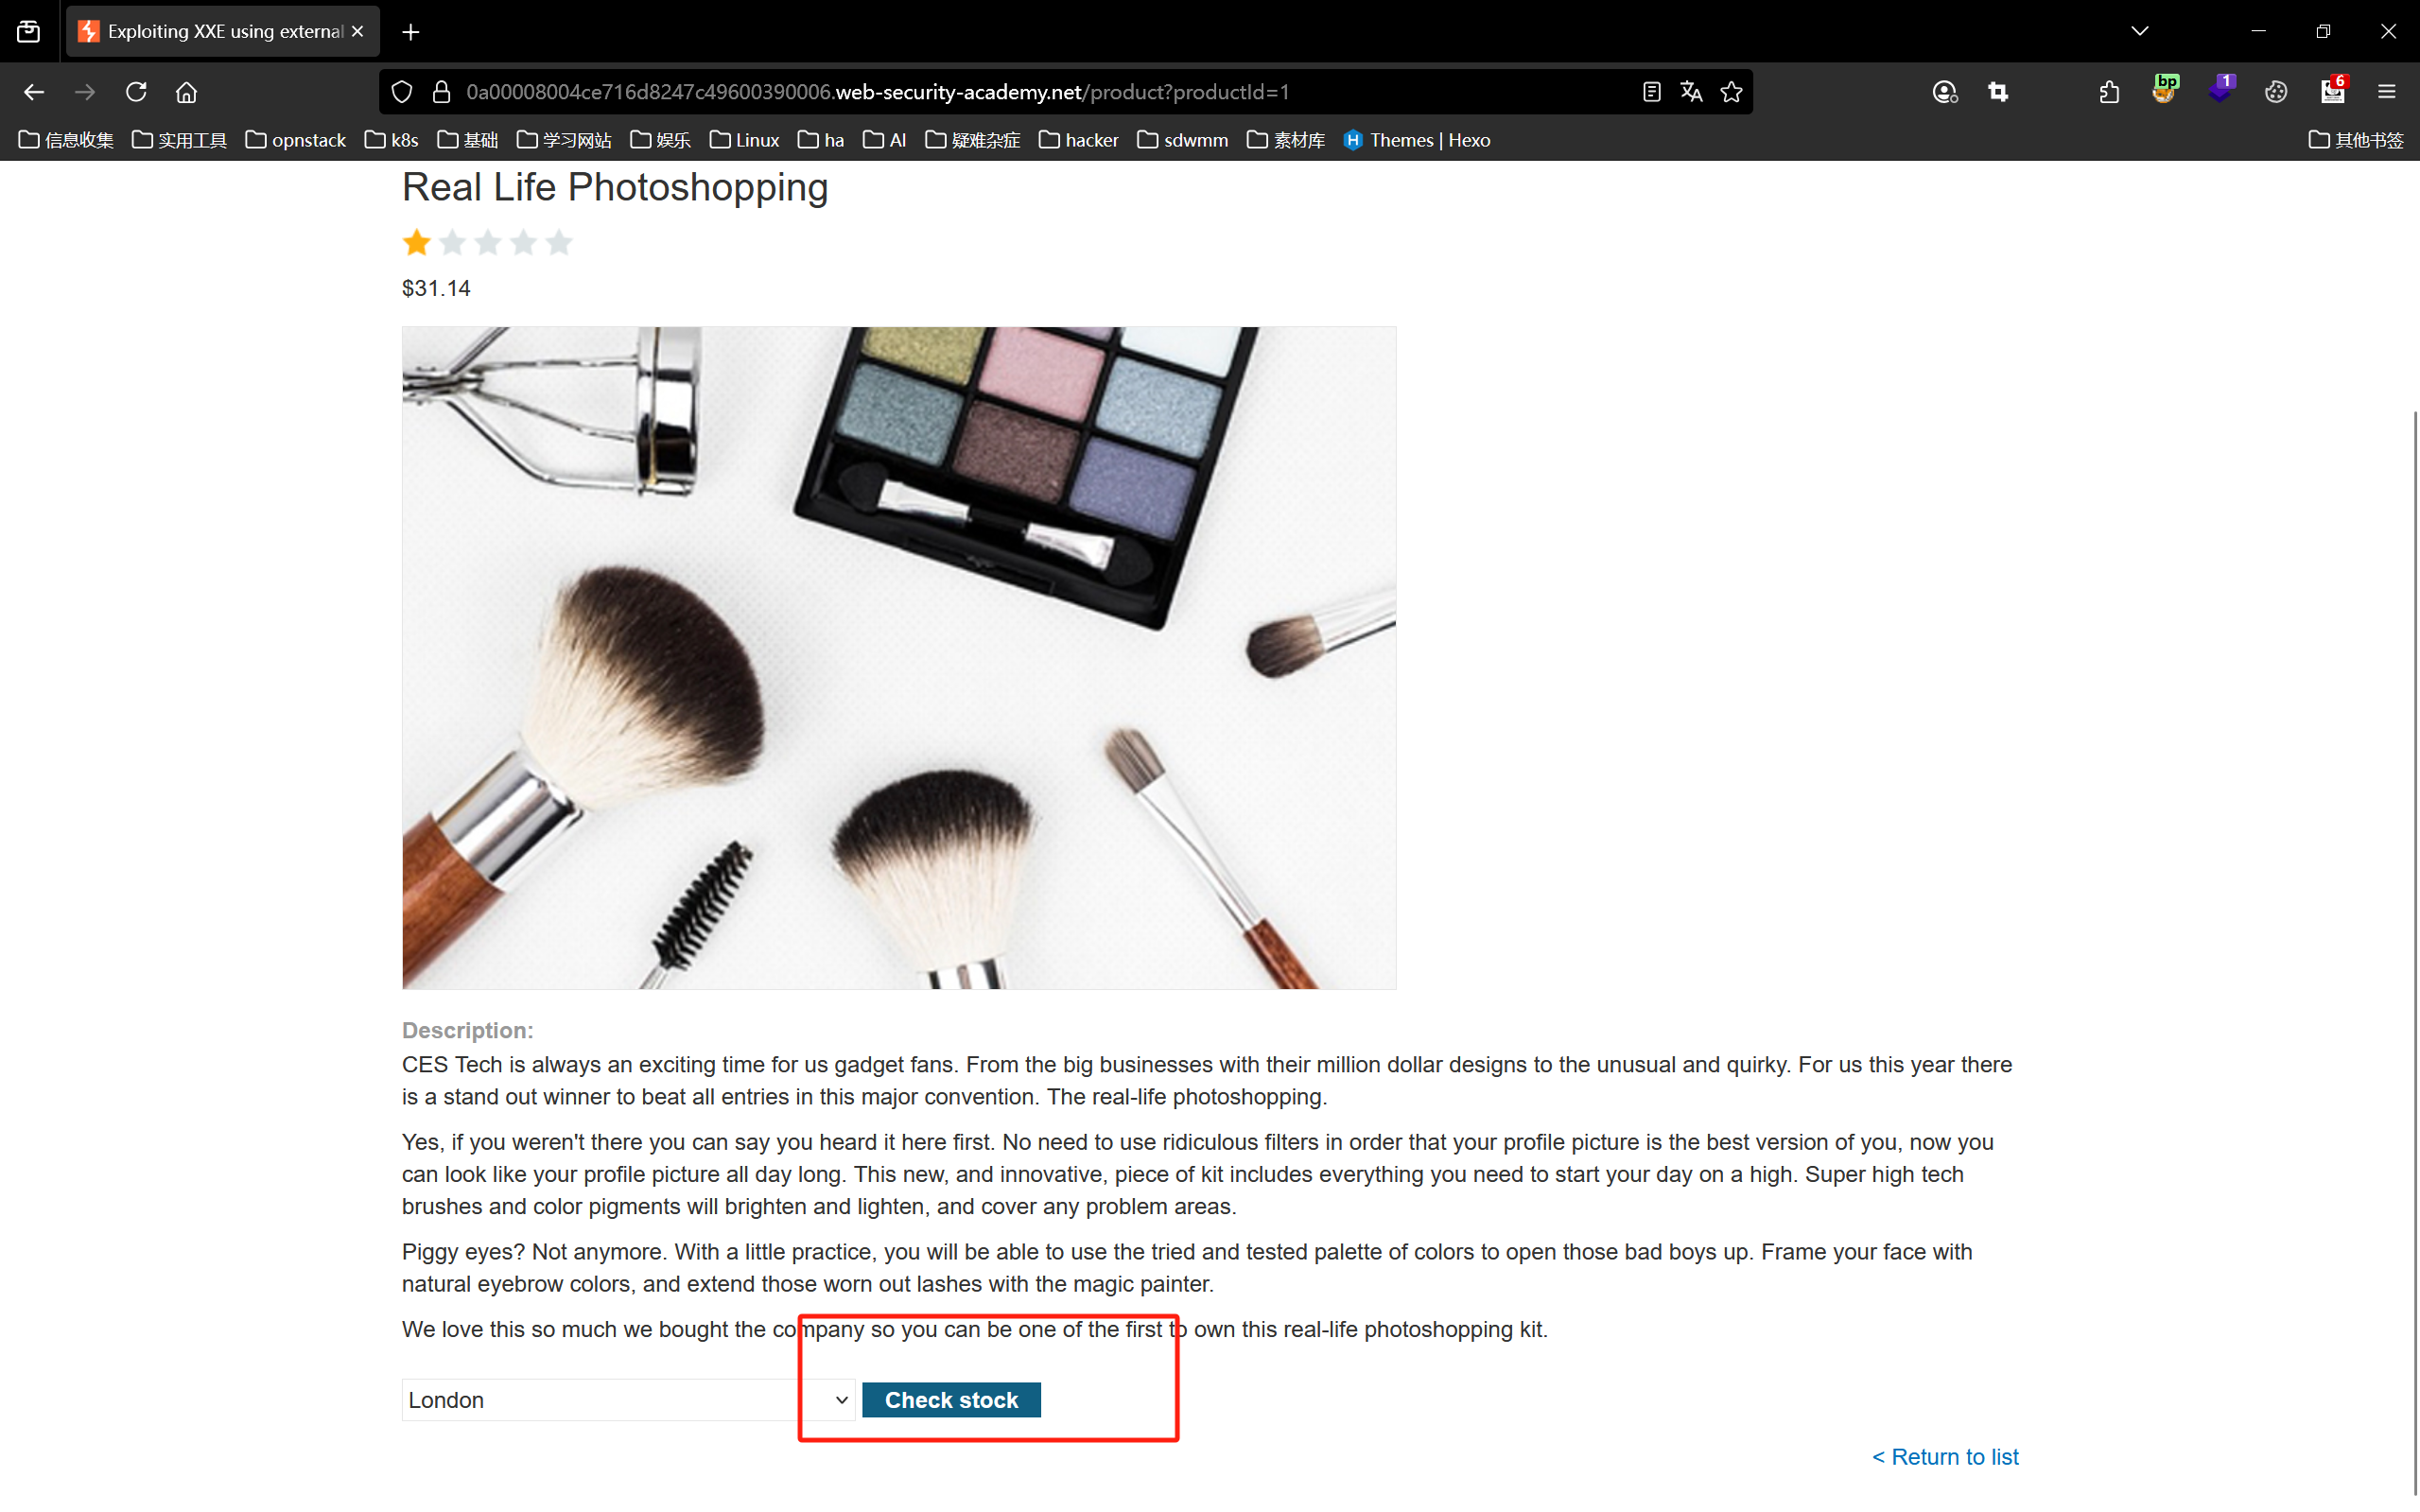 Exploiting XXE using external
0a00008004ce716d8247c49600390006.web-security-academy.net/product?productId=1
bp
1
6
信息收集 实用工具 opnstack k8s 基础 学习网站 娱乐 Linux ha AI 疑难杂症 hacker sdwmm 素材库 H Themes | Hexo 其他书签
Real Life Photoshopping
$31.14
Description:
CES Tech is always an exciting time for us gadget fans. From the big businesses with their million dollar designs to the unusual and quirky. For us this year there
is a stand out winner to beat all entries in this major convention. The real-life photoshopping.
Yes, if you weren't there you can say you heard it here first. No need to use ridiculous filters in order that your profile picture is the best version of you, now you
can look like your profile picture all day long. This new, and innovative, piece of kit includes everything you need to start your day on a high. Super high tech
brushes and color pigments will brighten and lighten, and cover any problem areas.
Piggy eyes? Not anymore. With a little practice, you will be able to use the tried and tested palette of colors to open those bad boys up. Frame your face with
natural eyebrow colors, and extend those worn out lashes with the magic painter.
We love this so much we bought the company so you can be one of the first to own this real-life photoshopping kit.
London Check stock
< Return to list